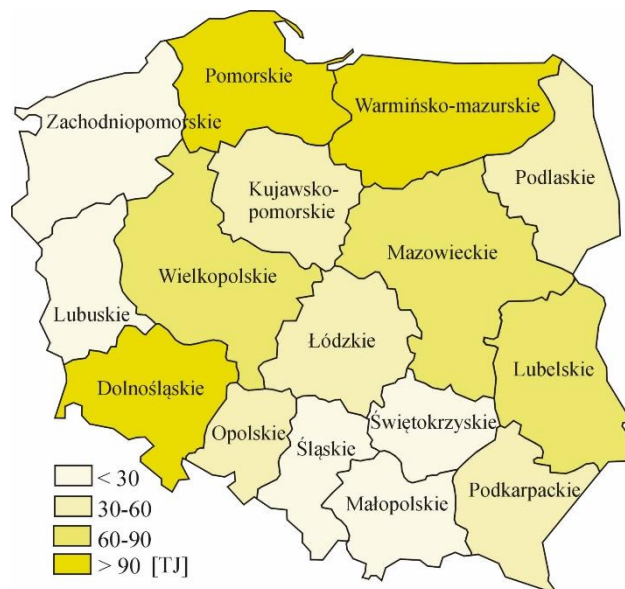 Pomorskie
Warmińsko-mazurskie
Zachodniopomorskie
Podlaskie
Kujawsko-
pomorskie
Mazowieckie
Wielkopolskie
Lubuskie
Łódzkie
Lubelskie
Dolnośląskie
Opolskie
Śląskie
Świętokrzyskie
Małopolskie
Podkarpackie
< 30
30-60
60-90
> 90 [TJ]